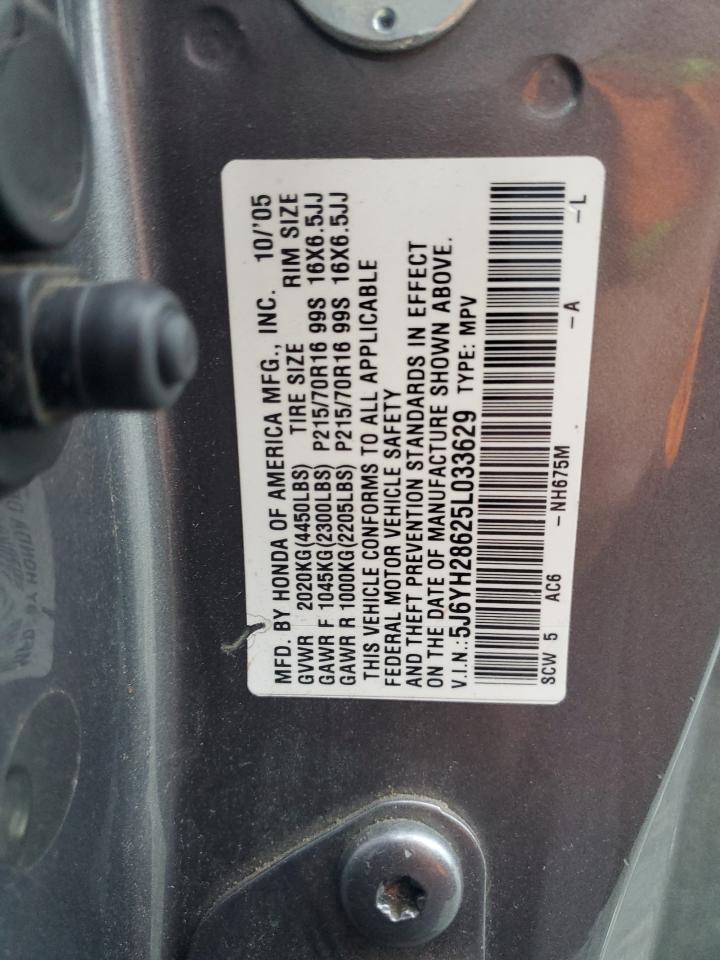 MFD. BY HONDA OF AMERICA MFG., INC. 10/'05
GVWR 2020KG(4450LBS) TIRE SIZE RIM SIZE
GAWR F 1045KG(2300LBS) P215/70R16 99S 16X6.5JJ
GAWR R 1000KG(2205LBS) P215/70R16 99S 16X6.5JJ
THIS VEHICLE CONFORMS TO ALL APPLICABLE
FEDERAL MOTOR VEHICLE SAFETY
AND THEFT PREVENTION STANDARDS IN EFFECT
ON THE DATE OF MANUFACTURE SHOWN ABOVE.
V.I.N.:5J6YH28625L033629 TYPE: MPV
SCW 5 AC6 -NH675M -A -L